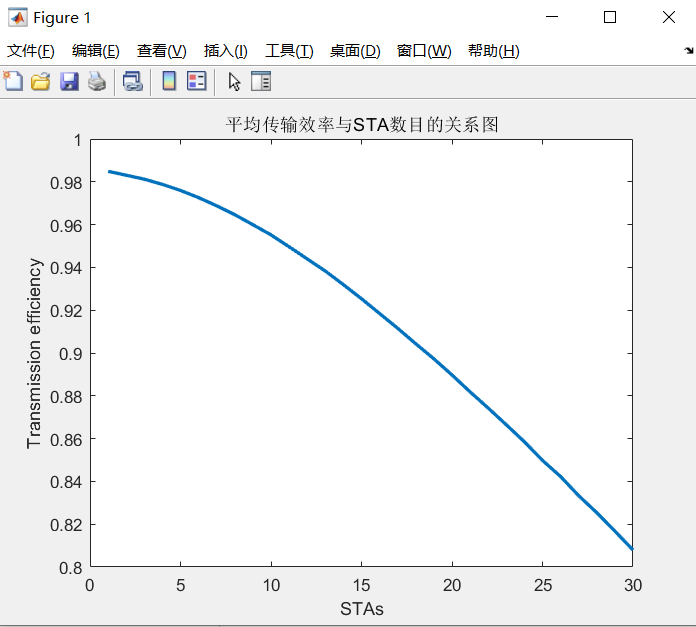 Figure 1
文件(F) 编辑(E) 查看(V) 插入(I) 工具(T) 桌面(D) 窗口(W) 帮助(H)
平均传输效率与STA数目的关系图
1
0.98
0.96
0.94
0.92
0.9
0.88
0.86
0.84
0.82
0.8
Transmission efficiency
0 5 10 15 20 25 30
STAs